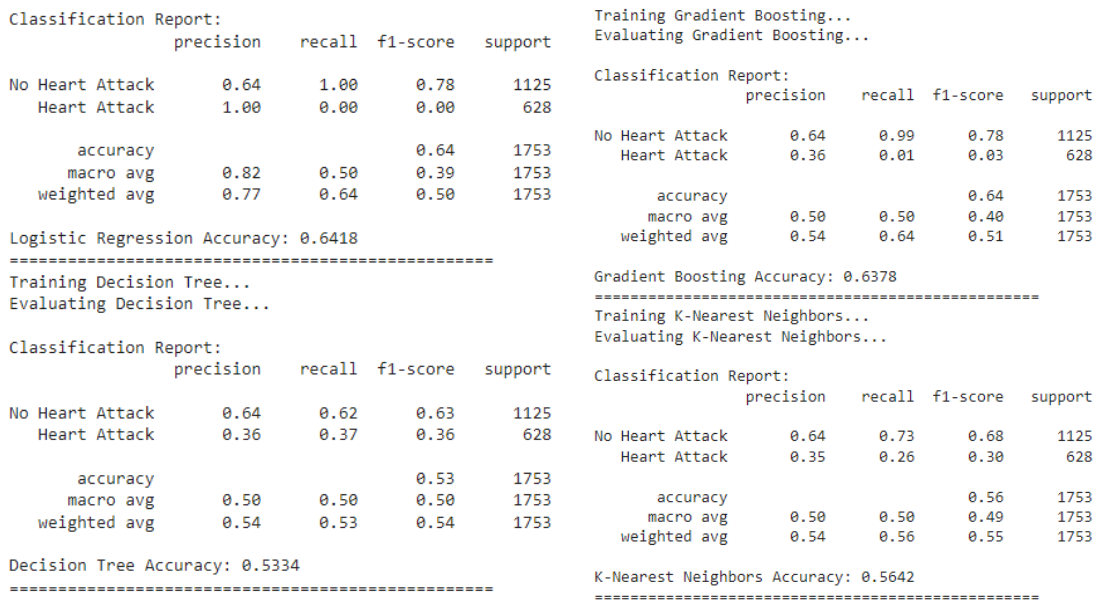 Classification Report:
precision recall f1-score support
No Heart Attack 0.64 1.00 0.78 1125
Heart Attack 1.00 0.00 0.00 628
accuracy 0.64 1753
macro avg 0.82 0.50 0.39 1753
weighted avg 0.77 0.64 0.50 1753
Logistic Regression Accuracy: 0.6418
==================================================
Training Decision Tree...
Evaluating Decision Tree...
Classification Report:
precision recall f1-score support
No Heart Attack 0.64 0.62 0.63 1125
Heart Attack 0.36 0.37 0.36 628
accuracy 0.53 1753
macro avg 0.50 0.50 0.50 1753
weighted avg 0.54 0.53 0.54 1753
Decision Tree Accuracy: 0.5334
==================================================
Training Gradient Boosting...
Evaluating Gradient Boosting...
Classification Report:
precision recall f1-score support
No Heart Attack 0.64 0.99 0.78 1125
Heart Attack 0.36 0.01 0.03 628
accuracy 0.64 1753
macro avg 0.50 0.50 0.40 1753
weighted avg 0.54 0.64 0.51 1753
Gradient Boosting Accuracy: 0.6378
==================================================
Training K-Nearest Neighbors...
Evaluating K-Nearest Neighbors...
Classification Report:
precision recall f1-score support
No Heart Attack 0.64 0.73 0.68 1125
Heart Attack 0.35 0.26 0.30 628
accuracy 0.56 1753
macro avg 0.50 0.50 0.49 1753
weighted avg 0.54 0.56 0.55 1753
K-Nearest Neighbors Accuracy: 0.5642
==================================================